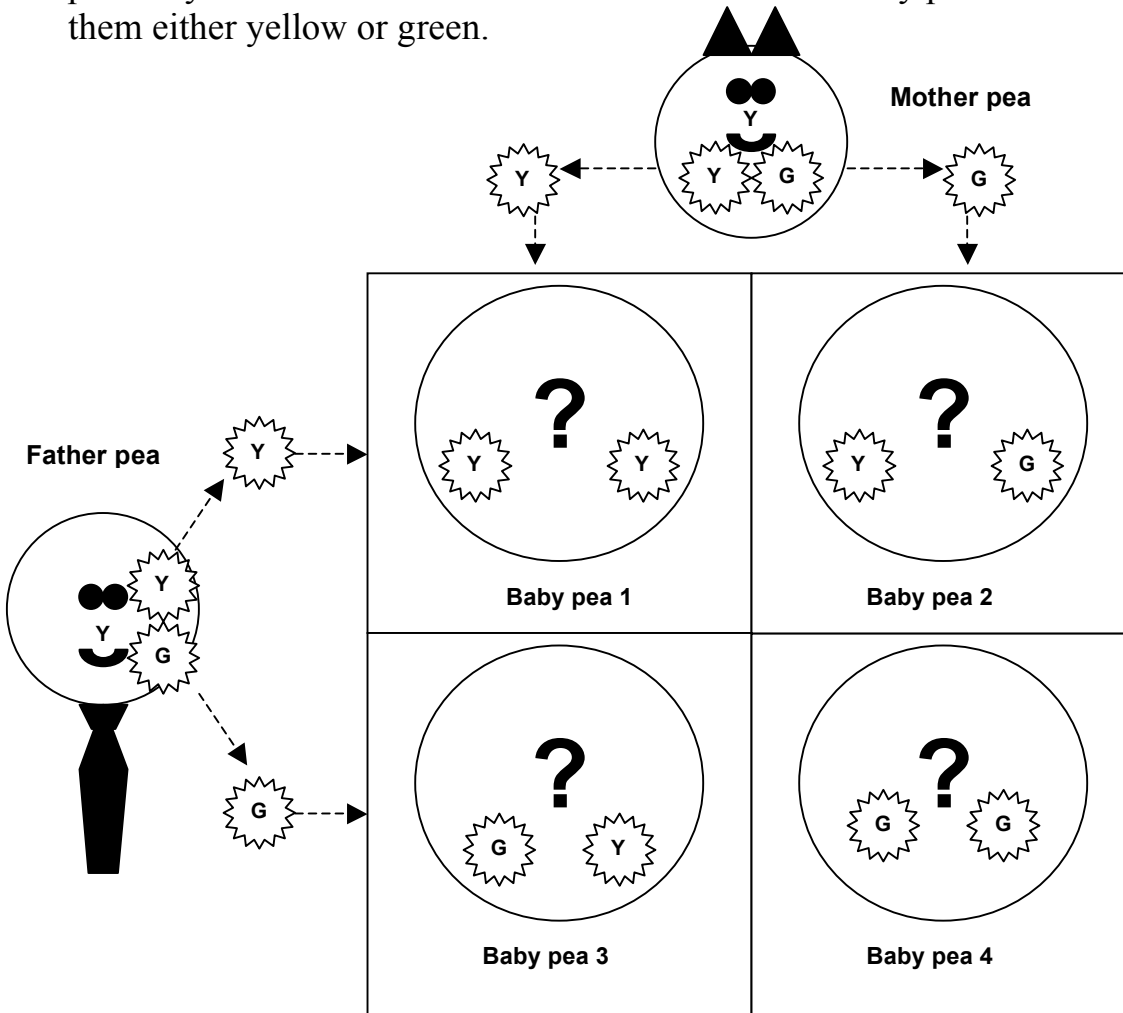 them either yellow or green.
Mother pea
Y
Y
G
Y
G
Father pea
Y
Y
Y
G
G
?
Y
Y
Baby pea 1
?
Y
G
Baby pea 2
?
G
Y
Baby pea 3
?
G
G
Baby pea 4